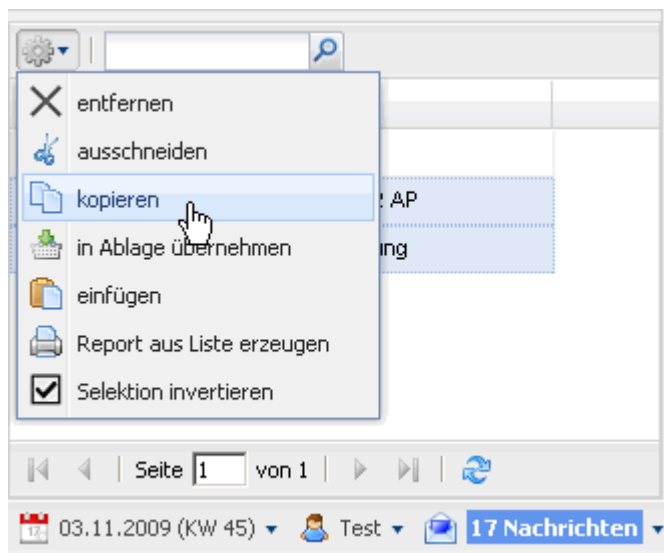 entfernen
ausschneiden
kopieren
AP
in Ablage übernehmen
ng
einfügen
Report aus Liste erzeugen
Selektion invertieren
Seite 1 von 1
17 03.11.2009 (KW 45) Test 17 Nachrichten